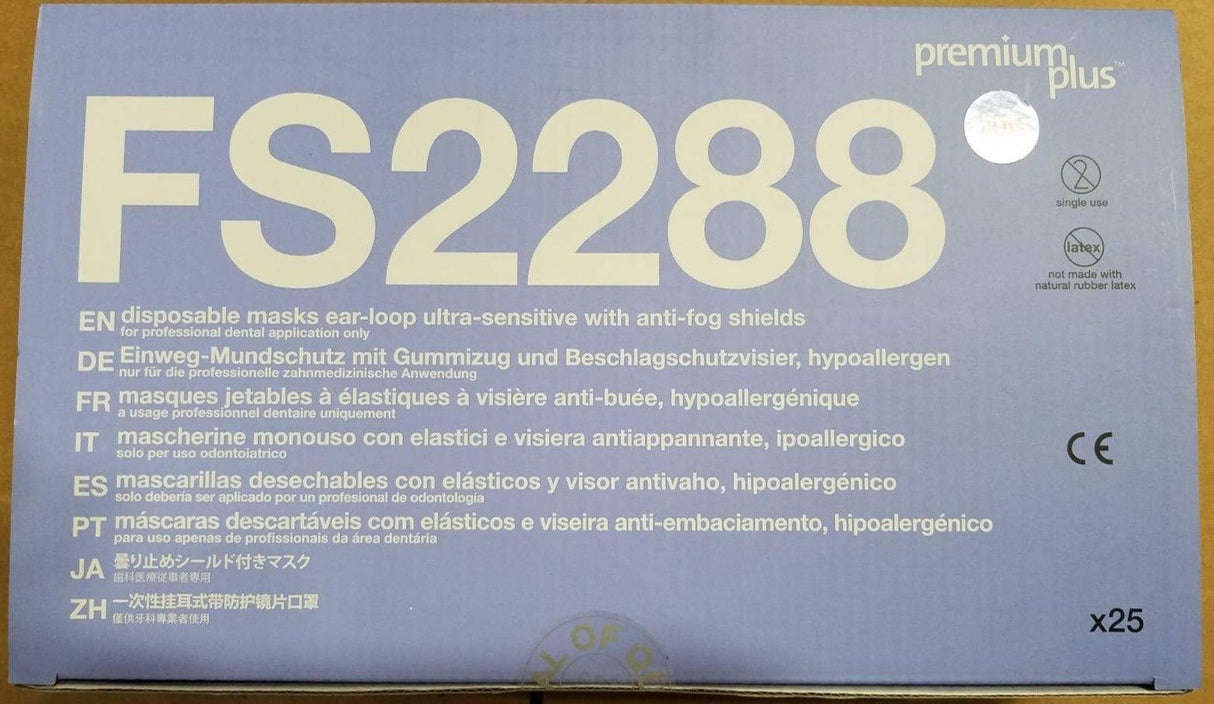 premium
plus™
FS2288
2
single use
latex
not made with
natural rubber latex
EN disposable masks ear-loop ultra-sensitive with anti-fog shields
for professional dental application only
DE Einweg-Mundschutz mit Gummizug und Beschlagschutzvisier, hypoallergen
nur für die professionelle zahnmedizinische Anwendung
FR masques jetables à élastiques à visière anti-buée, hypoallergénique
a usage professionnel dentaire uniquement
IT mascherine monouso con elastici e visiera antiappannante, ipoallergico
solo per uso odontoiatrico
ES mascarillas desechables con elásticos y visor antivaho, hipoalergénico
solo debería ser aplicado por un profesional de odontología
PT máscaras descartáveis com elásticos e viseira anti-embaciamento, hipoalergénico
para uso apenas de profissionais da área dentária
JA 曇り止めシールド付きマスク
歯科医療従事者専用
ZH 一次性挂耳式带防护镜片口罩
僅供牙科專業者使用
CE
x25
OF